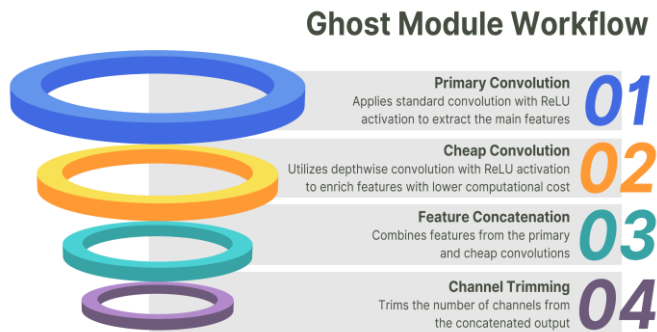 Ghost Module Workflow
Primary Convolution
Applies standard convolution with ReLU
activation to extract the main features
01
Cheap Convolution
Utilizes depthwise convolution with ReLU activation
to enrich features with lower computational cost
02
Feature Concatenation
Combines features from the primary
and cheap convolutions
03
Channel Trimming
Trims the number of channels from
the concatenated output
04